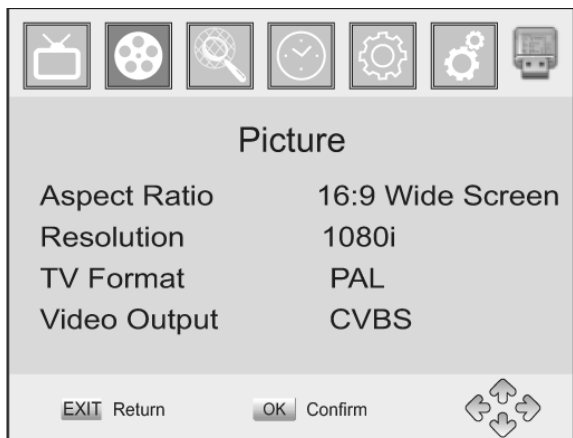 Picture
Aspect Ratio 16:9 Wide Screen
Resolution 1080i
TV Format PAL
Video Output CVBS
EXIT Return OK Confirm